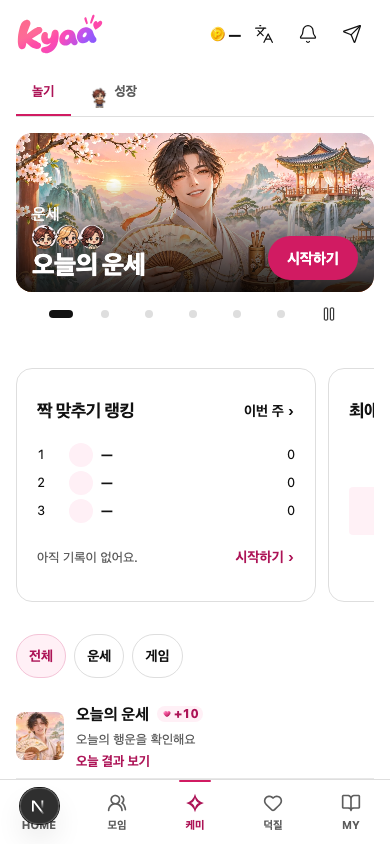 Kyaa
놀기
성장
운세
오늘의 운세
시작하기
짝 맞추기 랭킹
이번 주 ›
최애
1 — 0
2 — 0
3 — 0
아직 기록이 없어요.
시작하기 ›
전체
운세
게임
오늘의 운세 +10
오늘의 행운을 확인해요
오늘 결과 보기
N
HOME
모임
케미
덕질
MY